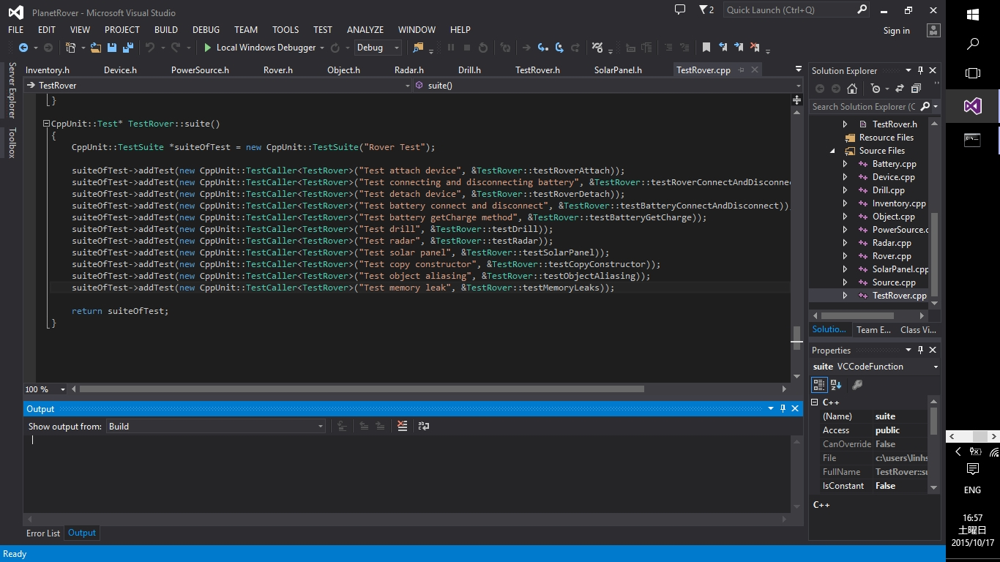 PlanetRover - Microsoft Visual Studio
2
Quick Launch (Ctrl+Q)
FILE EDIT VIEW PROJECT BUILD DEBUG TEAM TOOLS TEST ANALYZE WINDOW HELP
Sign in
Local Windows Debugger
Debug
Server Explorer
Toolbox
Inventory.h Device.h PowerSource.h Rover.h Object.h Radar.h Drill.h TestRover.h SolarPanel.h TestRover.cpp
TestRover
suite()
}
CppUnit::Test* TestRover::suite()
{
CppUnit::TestSuite *suiteOfTest = new CppUnit::TestSuite("Rover Test");
suiteOfTest->addTest(new CppUnit::TestCaller<TestRover>("Test attach device", &TestRover::testRoverAttach));
suiteOfTest->addTest(new CppUnit::TestCaller<TestRover>("Test connecting and disconnecting battery", &TestRover::testRoverConnectAndDisconne
suiteOfTest->addTest(new CppUnit::TestCaller<TestRover>("Test detach device", &TestRover::testRoverDetach));
suiteOfTest->addTest(new CppUnit::TestCaller<TestRover>("Test battery connect and disconnect", &TestRover::testBatteryConnectAndDisconnect))
suiteOfTest->addTest(new CppUnit::TestCaller<TestRover>("Test battery getCharge method", &TestRover::testBatteryGetCharge));
suiteOfTest->addTest(new CppUnit::TestCaller<TestRover>("Test drill", &TestRover::testDrill));
suiteOfTest->addTest(new CppUnit::TestCaller<TestRover>("Test radar", &TestRover::testRadar));
suiteOfTest->addTest(new CppUnit::TestCaller<TestRover>("Test solar panel", &TestRover::testSolarPanel));
suiteOfTest->addTest(new CppUnit::TestCaller<TestRover>("Test copy constructor", &TestRover::testCopyConstructor));
suiteOfTest->addTest(new CppUnit::TestCaller<TestRover>("Test object aliasing", &TestRover::testObjectAliasing));
suiteOfTest->addTest(new CppUnit::TestCaller<TestRover>("Test memory leak", &TestRover::testMemoryLeaks));
return suiteOfTest;
}
100 %
Output
Show output from: Build
Error List Output
Ready
Solution Explorer
Search Solution Explorer (C
TestRover.h
Resource Files
Source Files
Battery.cpp
Device.cpp
Drill.cpp
Inventory.cpp
Object.cpp
PowerSource.c
Radar.cpp
Rover.cpp
SolarPanel.cpp
Source.cpp
TestRover.cpp
Solutio... Team E... Class Vi...
Properties
suite VCCodeFunction
C++
(Name) suite
Access public
CanOverride False
File c:\users\linhs
FullName TestRover::su
IsConstant False
C++
ENG
16:57
土曜日
2015/10/17